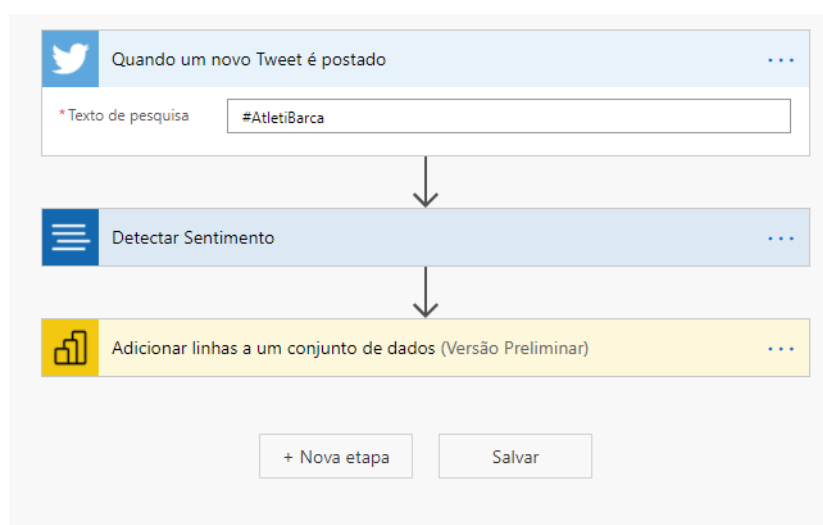 Quando um novo Tweet é postado
...
*Texto de pesquisa
#AtletiBarca
Detectar Sentimento
...
Adicionar linhas a um conjunto de dados (Versão Preliminar)
...
+ Nova etapa
Salvar